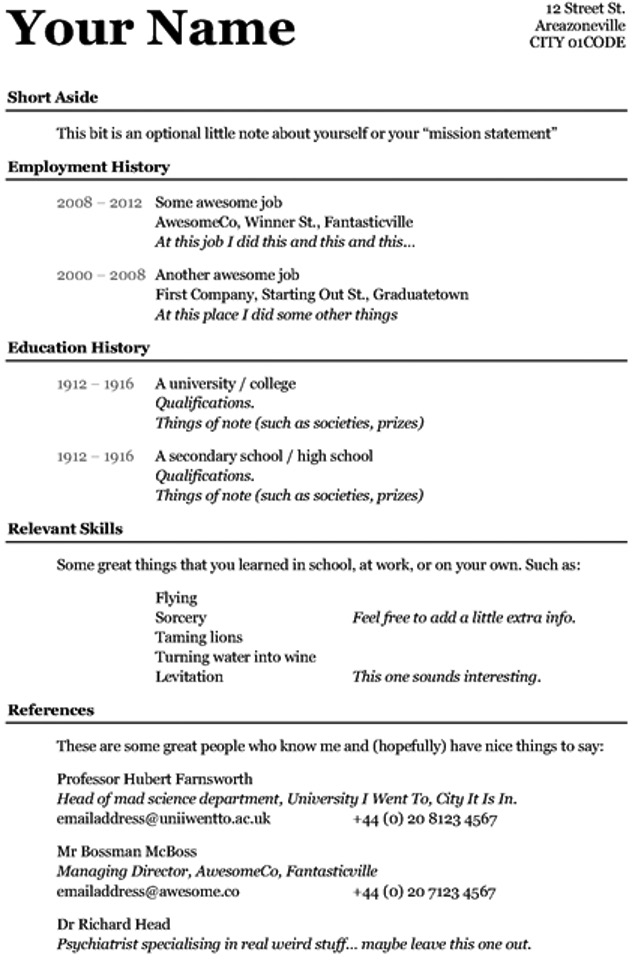 Your Name
12 Street St.
Areazoneville
CITY 01CODE
Short Aside
This bit is an optional little note about yourself or your “mission statement”
Employment History
2008 – 2012 Some awesome job
AwesomeCo, Winner St., Fantasticville
At this job I did this and this and this...
2000 – 2008 Another awesome job
First Company, Starting Out St., Graduatetown
At this place I did some other things
Education History
1912 – 1916 A university / college
Qualifications.
Things of note (such as societies, prizes)
1912 – 1916 A secondary school / high school
Qualifications.
Things of note (such as societies, prizes)
Relevant Skills
Some great things that you learned in school, at work, or on your own. Such as:
Flying
Sorcery Feel free to add a little extra info.
Taming lions
Turning water into wine
Levitation This one sounds interesting.
References
These are some great people who know me and (hopefully) have nice things to say:
Professor Hubert Farnsworth
Head of mad science department, University I Went To, City It Is In.
emailaddress@uniiwentto.ac.uk +44 (0) 20 8123 4567
Mr Bossman McBoss
Managing Director, AwesomeCo, Fantasticville
emailaddress@awesome.co +44 (0) 20 7123 4567
Dr Richard Head
Psychiatrist specialising in real weird stuff... maybe leave this one out.